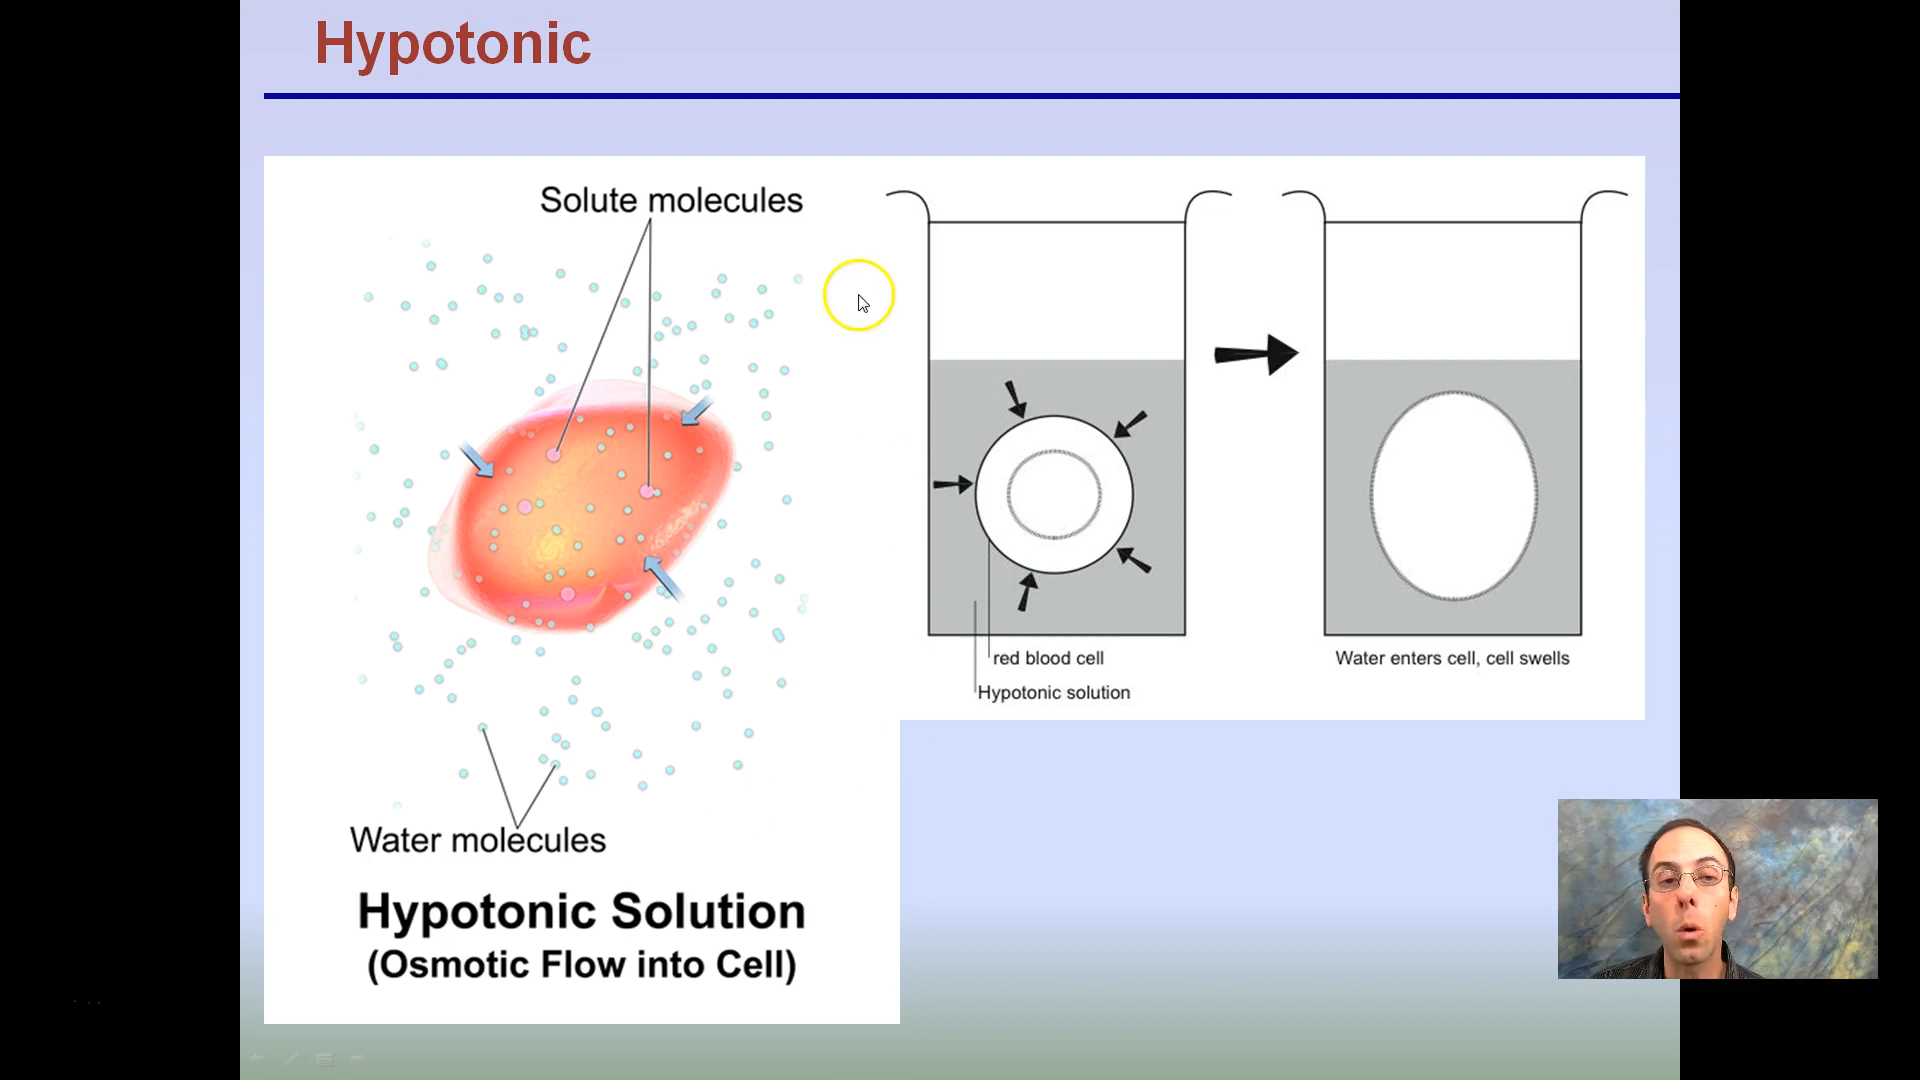 Hypotonic
Solute molecules
red blood cell
Hypotonic solution
Water enters cell, cell swells
Water molecules
Hypotonic Solution
(Osmotic Flow into Cell)